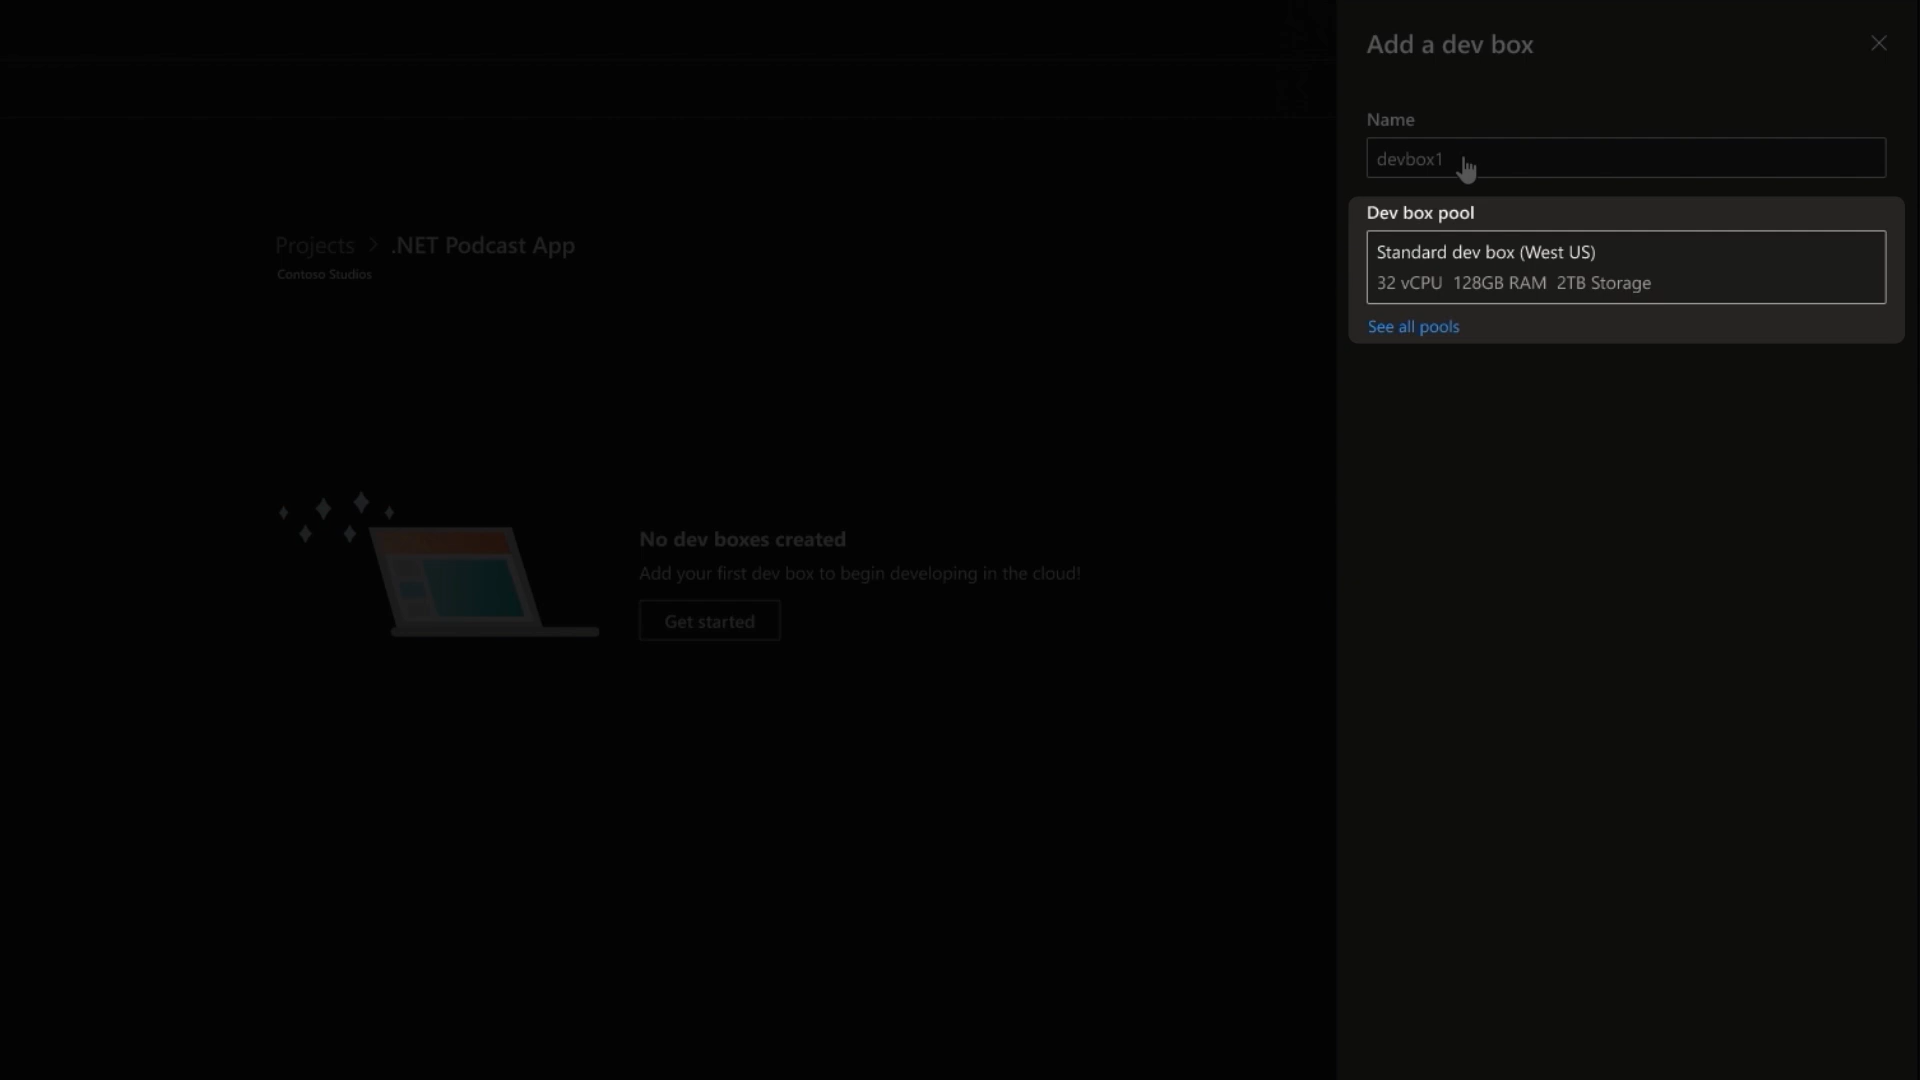 Projects > .NET Podcast App
Contoso Studios
No dev boxes created
Add your first dev box to begin developing in the cloud!
Get started
Add a dev box
Name
devbox1
Dev box pool
Standard dev box (West US)
32 vCPU 128GB RAM 2TB Storage
See all pools